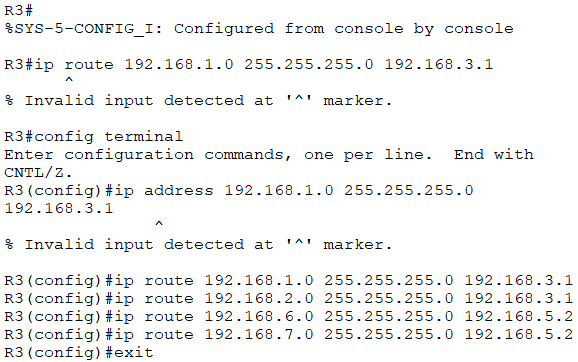 R3#
%SYS-5-CONFIG_I: Configured from console by console
R3#ip route 192.168.1.0 255.255.255.0 192.168.3.1
^
% Invalid input detected at '^' marker.
R3#config terminal
Enter configuration commands, one per line.  End with
CNTL/Z.
R3(config)#ip address 192.168.1.0 255.255.255.0
192.168.3.1
^
% Invalid input detected at '^' marker.
R3(config)#ip route 192.168.1.0 255.255.255.0 192.168.3.1
R3(config)#ip route 192.168.2.0 255.255.255.0 192.168.3.1
R3(config)#ip route 192.168.6.0 255.255.255.0 192.168.5.2
R3(config)#ip route 192.168.7.0 255.255.255.0 192.168.5.2
R3(config)#exit